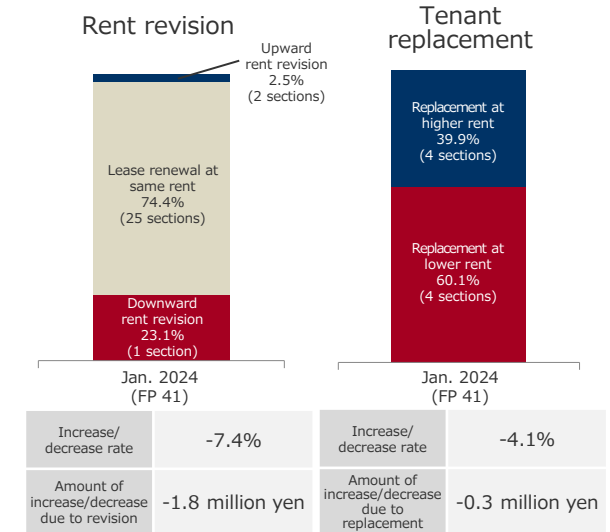 Rent revision
Upward
rent revision
2.5%
(2 sections)
Lease renewal at
same rent
74.4%
(25 sections)
Downward
rent revision
23.1%
(1 section)
Jan. 2024
(FP 41)
Increase/
decrease rate
-7.4%
Amount of
increase/decrease
due to revision
-1.8 million yen
Tenant
replacement
Replacement at
higher rent
39.9%
(4 sections)
Replacement at
lower rent
60.1%
(4 sections)
Jan. 2024
(FP 41)
Increase/
decrease rate
-4.1%
Amount of
increase/decrease
due to
replacement
-0.3 million yen